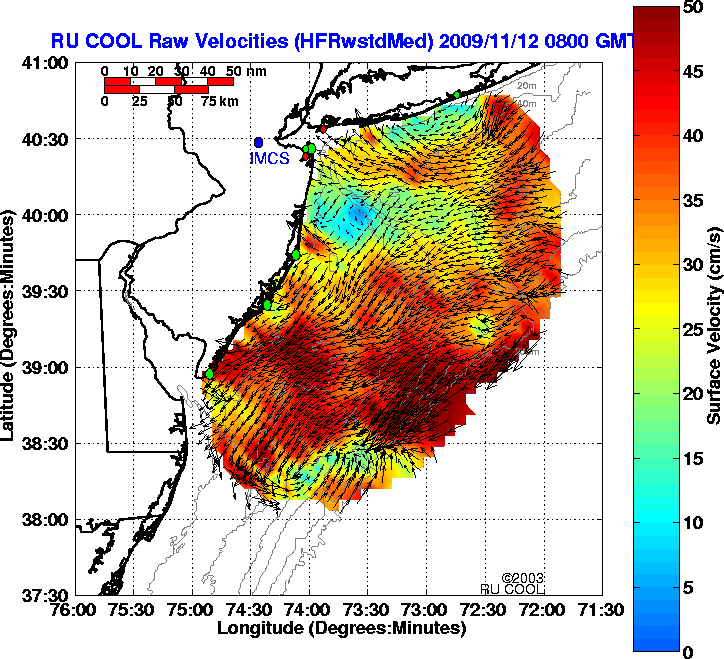 RU COOL Raw Velocities (HFRwstdMed) 2009/11/12 0800 GMT
50
41:00
0 10 20 30 40 50 nm
0 25 50 75 km
20m
40m
45
40:30
IMCS
40
40:00
35
30
39:30
25
39:00
20
15
38:30
10
38:00
5
©2003
RU COOL
37:30
0
76:00 75:30 75:00 74:30 74:00 73:30 73:00 72:30 72:00 71:30
Longitude (Degrees:Minutes)
Latitude (Degrees:Minutes)
Surface Velocity (cm/s)